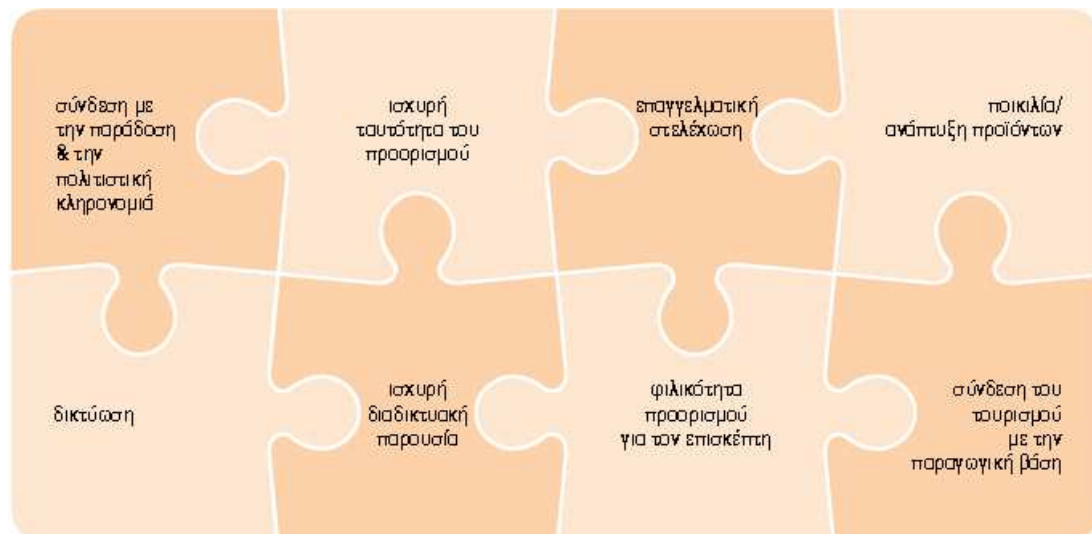 σύνδεση με
την παράδοση
& την
πολιτιστική
κληρονομιά
ισχυρή
ταυτότητα του
προορισμού
επαγγελματική
στελέχωση
ποικιλία/
ανάπτυξη προϊόντων
δικτύωση
ισχυρή
διαδικτυακή
παρουσία
φιλικότητα
προορισμού
για τον επισκέπτη
σύνδεση του
τουρισμού
με την
παραγωγική βάση